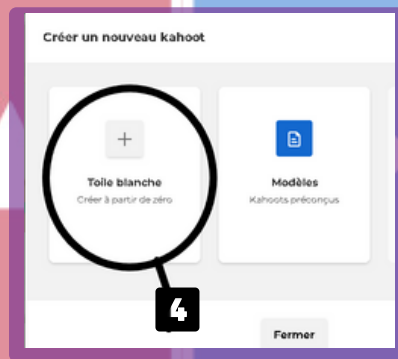 Créer un nouveau kahoot
Toile blanche
Créer à partir de zéro
Modèles
Kahoots préconçus
4
Fermer